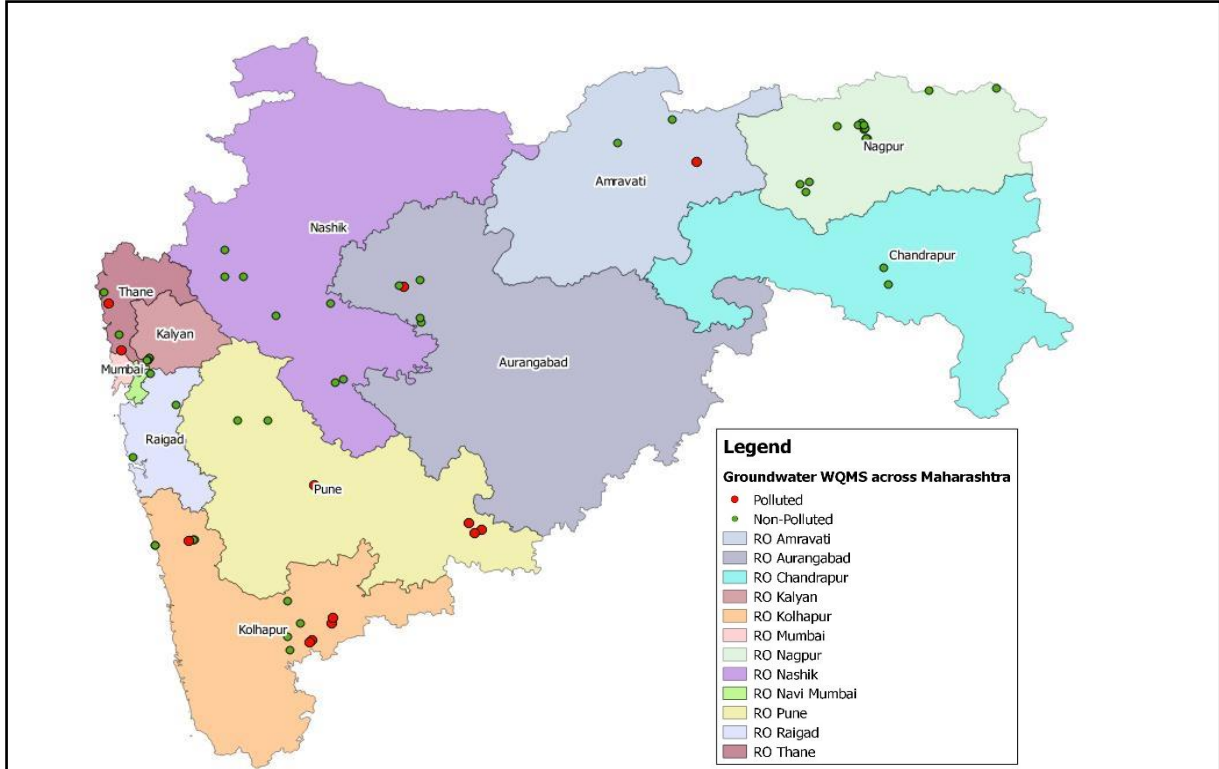 Nagpur
Amravati
Nashik
Chandrapur
Thane
Kalyan
Aurangabad
Mumbai
Raigad
Pune
Kolhapur
Legend
Groundwater WQMS across Maharashtra
Polluted
Non-Polluted
RO Amravati
RO Aurangabad
RO Chandrapur
RO Kalyan
RO Kolhapur
RO Mumbai
RO Nagpur
RO Nashik
RO Navi Mumbai
RO Pune
RO Raigad
RO Thane